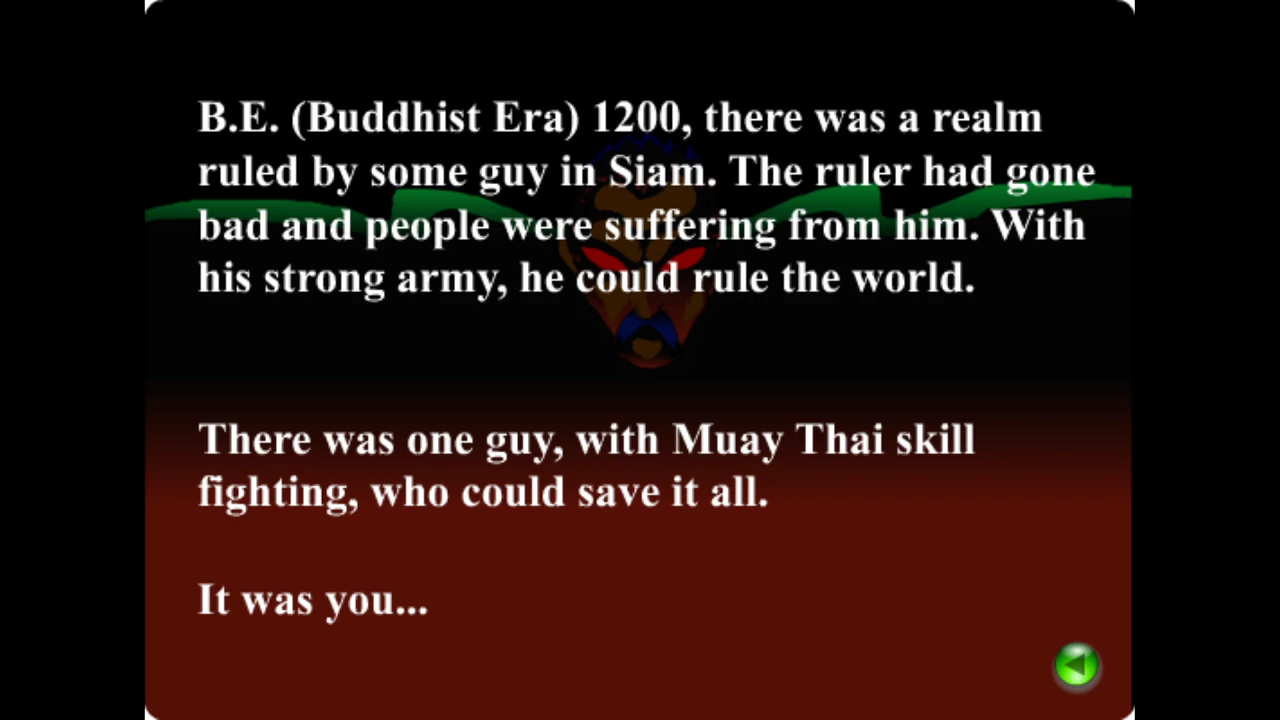 B.E. (Buddhist Era) 1200, there was a realm
ruled by some guy in Siam. The ruler had gone
bad and people were suffering from him. With
his strong army, he could rule the world.
There was one guy, with Muay Thai skill
fighting, who could save it all.
It was you...